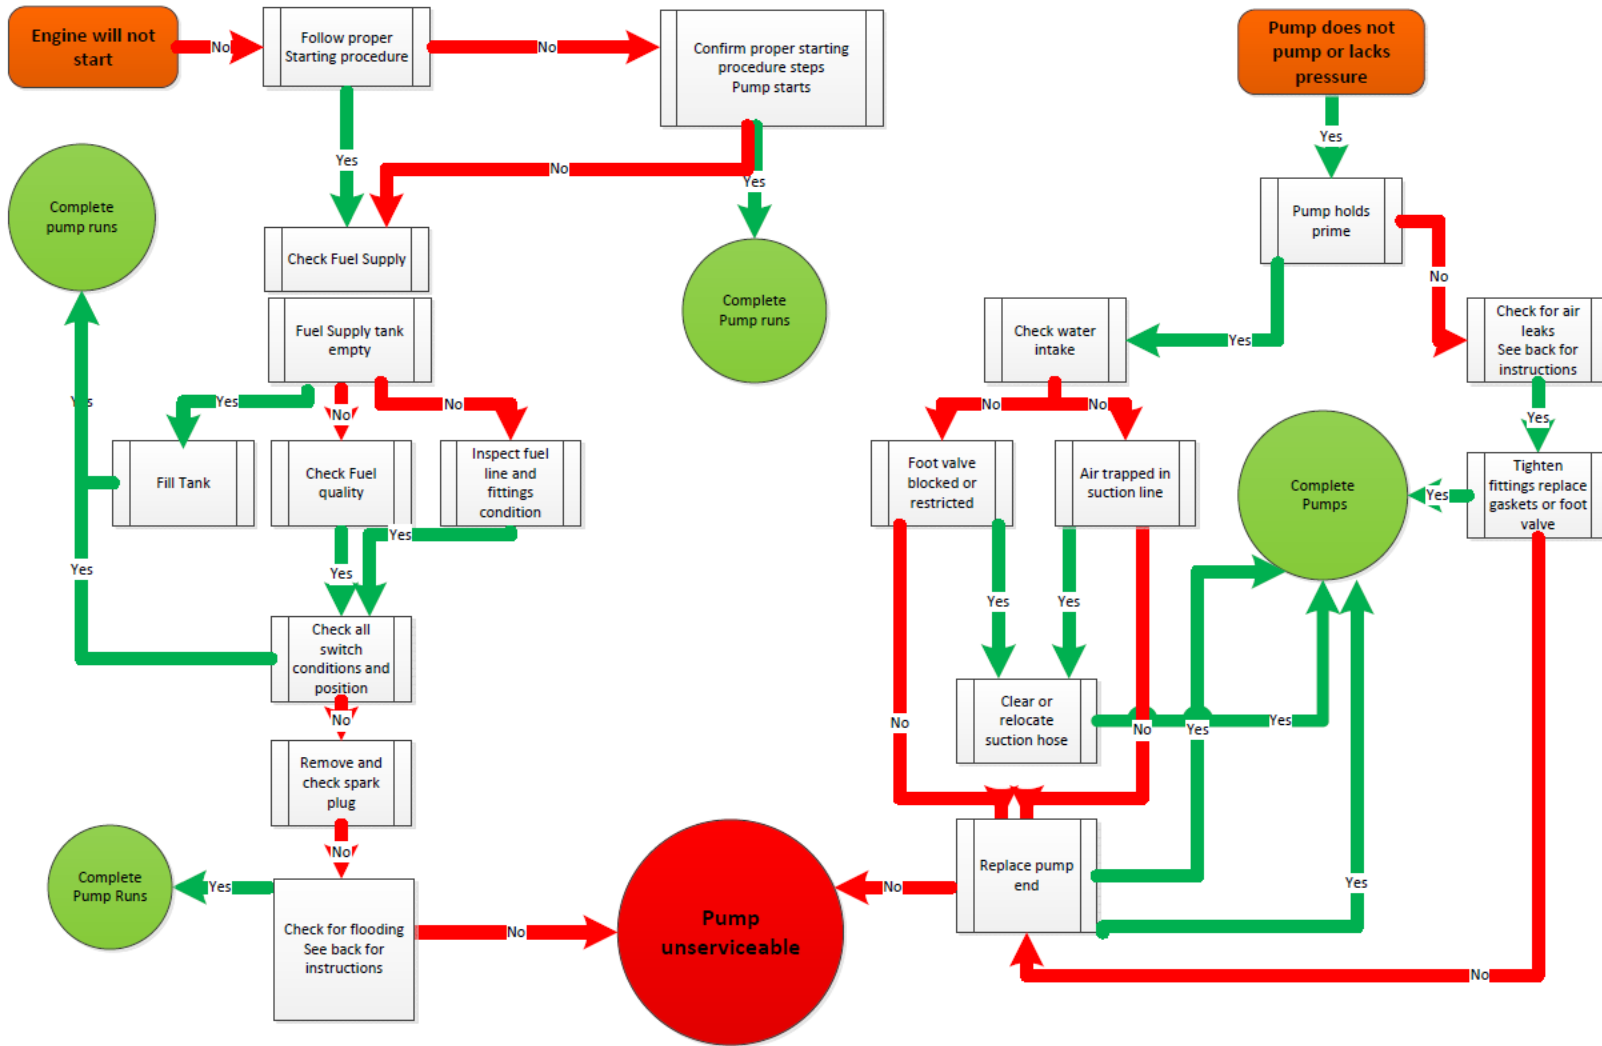 Engine will not
start
No
Follow proper
Starting procedure
No
Confirm proper starting
procedure steps
Pump starts
Pump does not
pump or lacks
pressure
Yes
No
Yes
Yes
Complete
pump runs
Check Fuel Supply
Complete
Pump runs
Pump holds
prime
No
Fuel Supply tank
empty
Check water
intake
Yes
Check for air
leaks
See back for
instructions
Yes
Yes
No
No
No
No
Yes
Fill Tank
Check Fuel
quality
Inspect fuel
line and
fittings
condition
Foot valve
blocked or
restricted
Air trapped in
suction line
Complete
Pumps
Yes
Tighten
fittings replace
gaskets or foot
valve
Yes
Yes
Yes
Yes
Yes
Check all
switch
conditions and
position
No
Clear or
relocate
suction hose
No
Yes
Yes
No
Remove and
check spark
plug
No
Complete
Pump Runs
Yes
Check for flooding
See back for
instructions
No
Pump
unserviceable
No
Replace pump
end
Yes
No